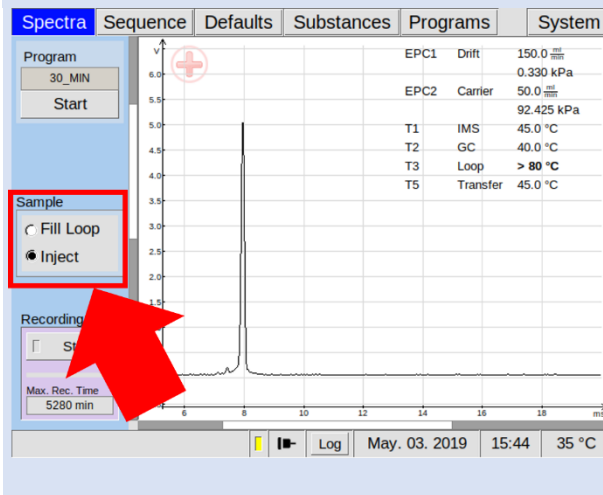 Spectra Sequence Defaults Substances Programs System
Program
30_MIN
Start
Sample
Fill Loop
Inject
Recording
Max. Rec. Time
5280 min
V
6.0
5.5
5.0
4.5
4.0
3.5
3.0
2.5
2.0
1.5
EPC1 Drift 150.0 ml/min
0.330 kPa
EPC2 Carrier 50.0 ml/min
92.425 kPa
T1 IMS 45.0 °C
T2 GC 40.0 °C
T3 Loop > 80 °C
T5 Transfer 45.0 °C
6 8 10 12 14 16 18 ms
Log May. 03. 2019 15:44 35 °C